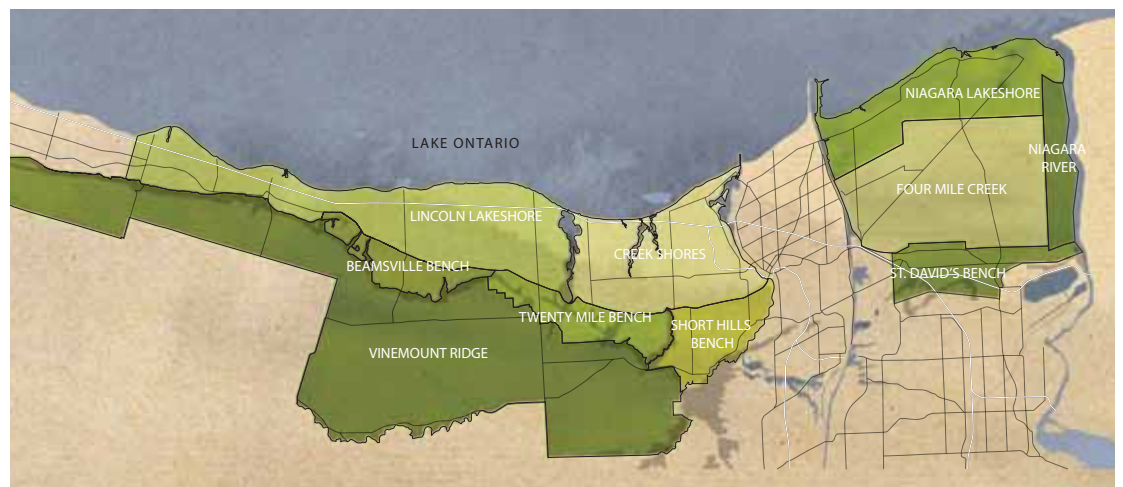 NIAGARA LAKESHORE
LAKE ONTARIO
NIAGARA
RIVER
FOUR MILE CREEK
LINCOLN LAKESHORE
CREEK SHORES
BEAMSVILLE BENCH
ST. DAVID'S BENCH
TWENTY MILE BENCH
SHORT HILLS
BENCH
VINEMOUNT RIDGE